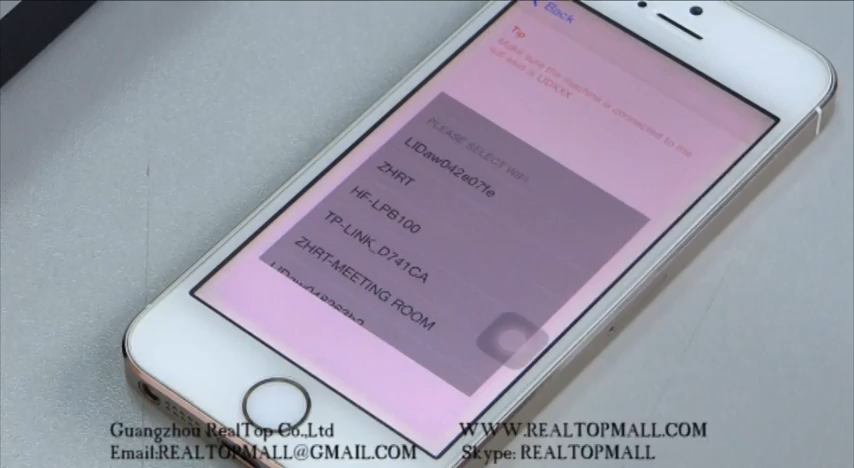 Back
Tip
Make sure the machine is connected to the
wifi and is LIDXXX
PLEASE SELECT WIFI
LIDaw042e07fe
ZHRT
HF-LPB100
TP-LINK_D741CA
ZHRT-MEETING ROOM
Guangzhou RealTop Co.,Ltd
WWW.REALTOPMALL.COM
Email:REALTOPMALL@GMAIL.COM
Skype: REALTOPMALL